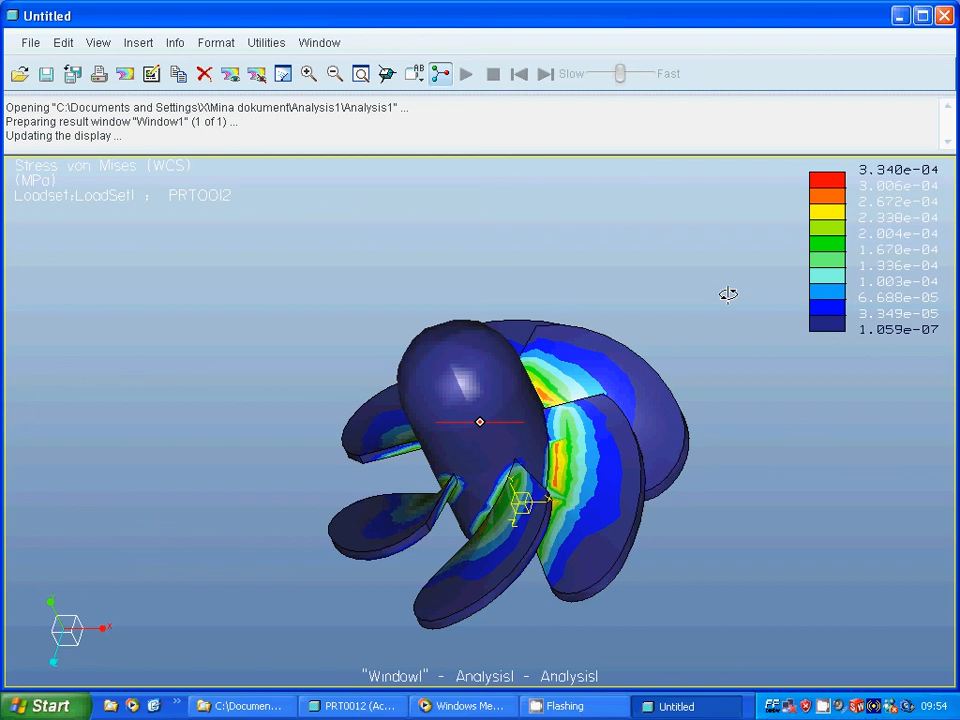 Untitled
File Edit View Insert Info Format Utilities Window
Slow Fast
Opening "C:\Documents and Settings\X\Mina dokument\Analysis1\Analysis1" ...
Preparing result window "Window1" (1 of 1) ...
Updating the display ...
Stress von Mises (WCS)
(MPa)
Loadset:LoadSet1 : PRT0012
3.340e-04
3.006e-04
2.672e-04
2.338e-04
2.004e-04
1.670e-04
1.336e-04
1.003e-04
6.688e-05
3.349e-05
1.059e-07
X
"Window1" - Analysis1 - Analysis1
Start C:\Documen... PRT0012 (Ac... Windows Me... Flashing Untitled 09:54